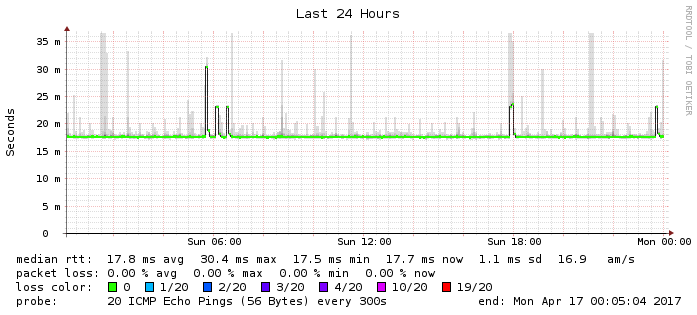 Last 24 Hours
RRDTOOL / TOBI OETIKER
Seconds
35 m
30 m
25 m
20 m
15 m
10 m
5 m
0
Sun 06:00 Sun 12:00 Sun 18:00 Mon 00:00
median rtt: 17.8 ms avg 30.4 ms max 17.5 ms min 17.7 ms now 1.1 ms sd 16.9 am/s
packet loss: 0.00 % avg 0.00 % max 0.00 % min 0.00 % now
loss color: 0 1/20 2/20 3/20 4/20 10/20 19/20
probe: 20 ICMP Echo Pings (56 Bytes) every 300s end: Mon Apr 17 00:05:04 2017